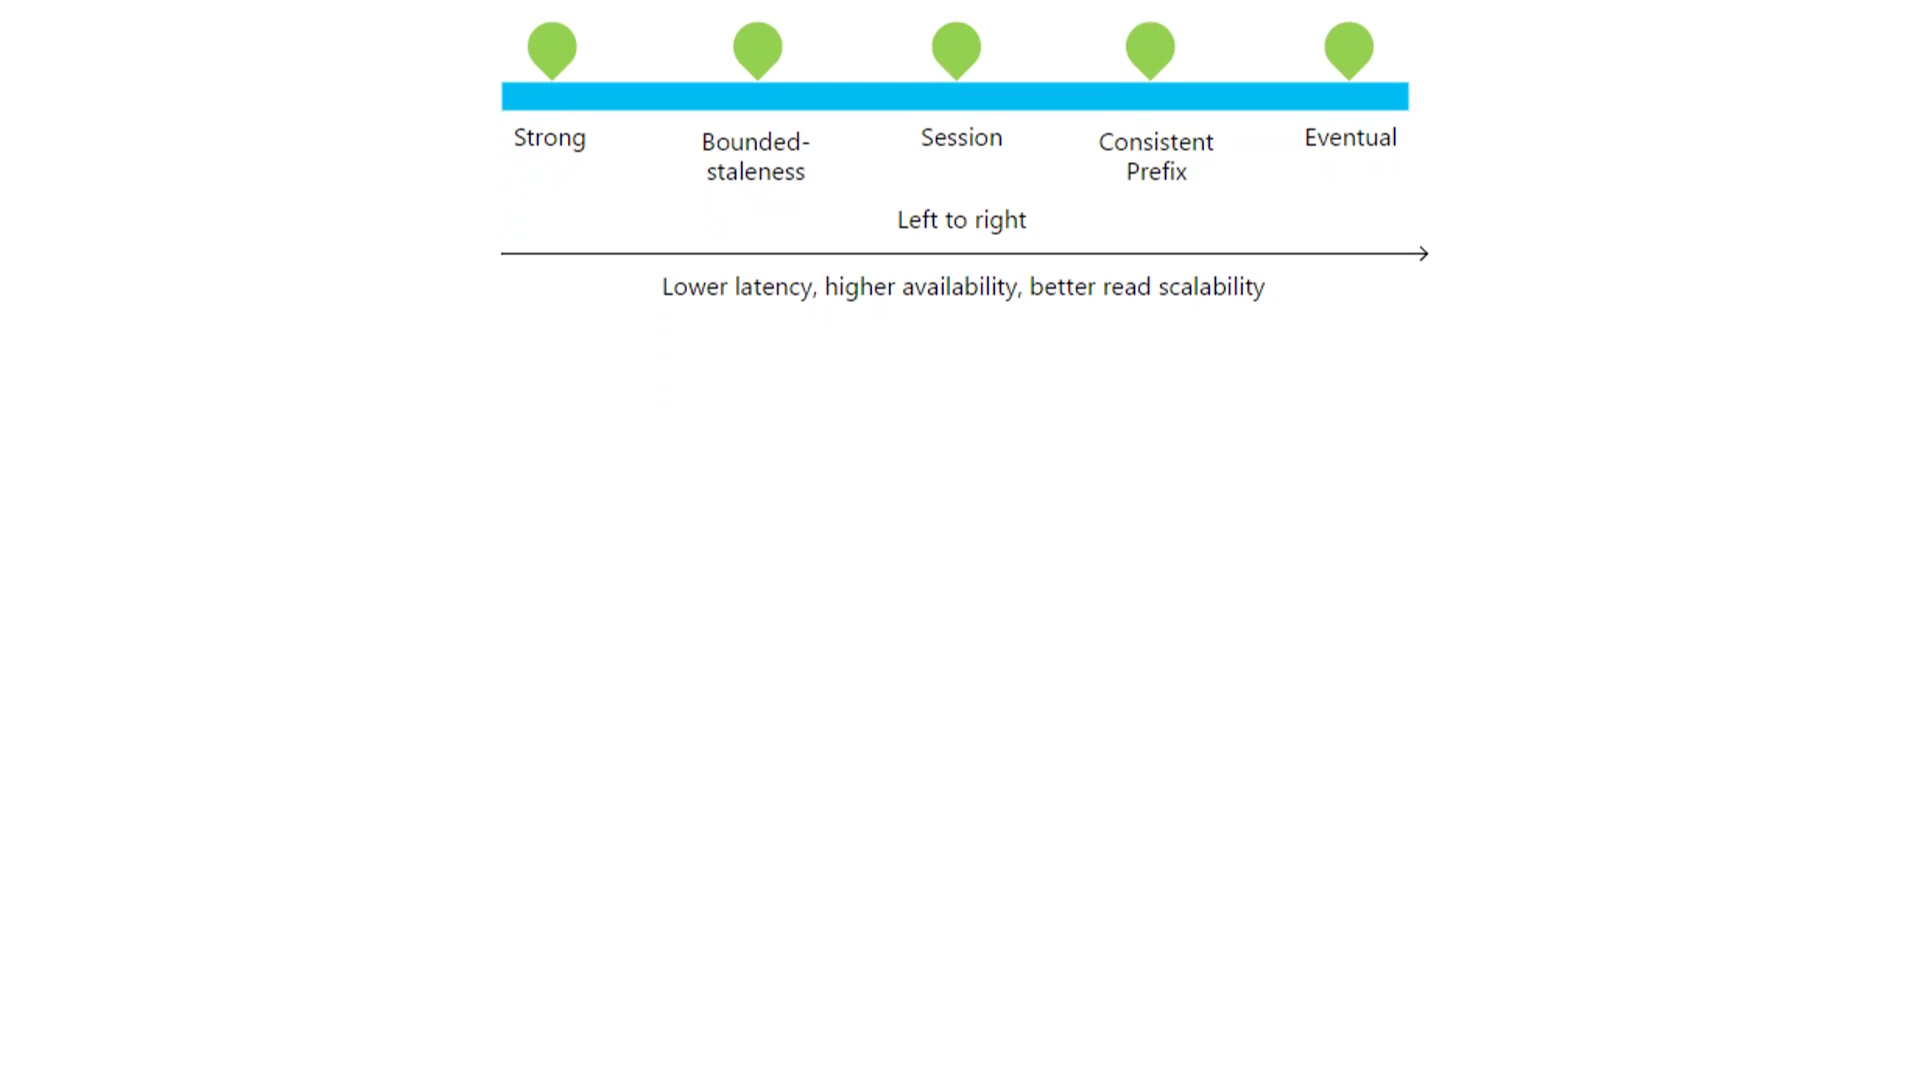 Strong
Bounded-
staleness
Session
Consistent
Prefix
Eventual
Left to right
Lower latency, higher availability, better read scalability